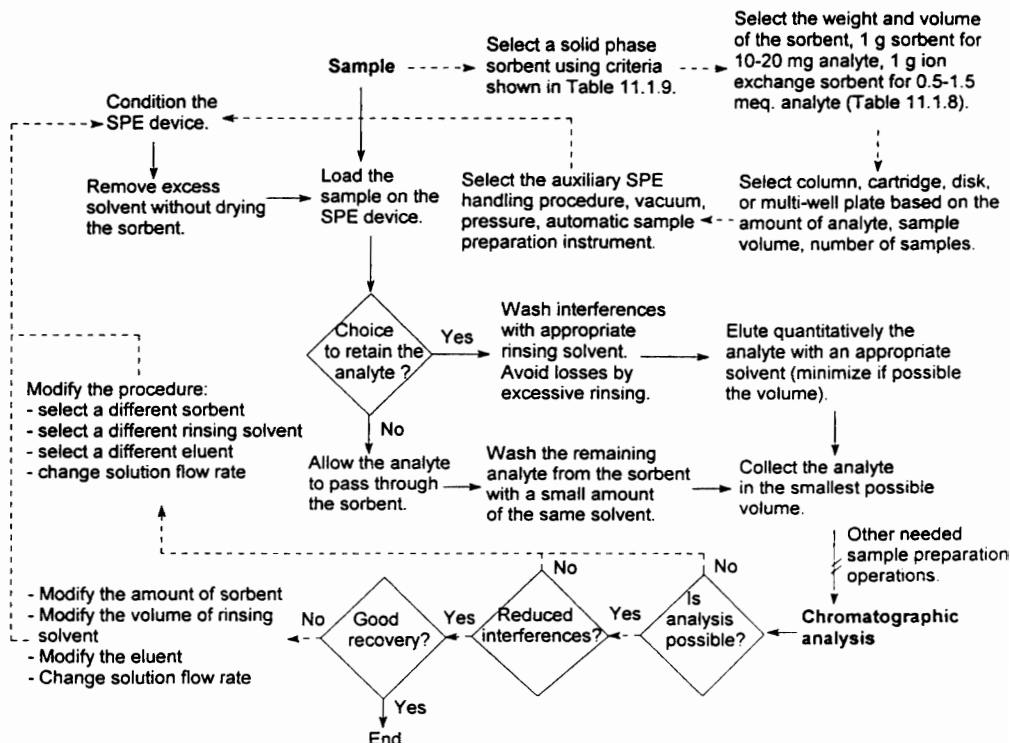 Sample
Select a solid phase
sorbent using criteria
shown in Table 11.1.9.
Select the weight and volume
of the sorbent, 1 g sorbent for
10-20 mg analyte, 1 g ion
exchange sorbent for 0.5-1.5
meq. analyte (Table 11.1.8).
Condition the
SPE device.
Remove excess
solvent without drying
the sorbent.
Load the
sample on the
SPE device.
Select the auxiliary SPE
handling procedure, vacuum,
pressure, automatic sample
preparation instrument.
Select column, cartridge, disk,
or multi-well plate based on the
amount of analyte, sample
volume, number of samples.
Choice
to retain the
analyte ?
Yes
Wash interferences
with appropriate
rinsing solvent.
Avoid losses by
excessive rinsing.
Elute quantitatively the
analyte with an appropriate
solvent (minimize if possible
the volume).
Modify the procedure:
- select a different sorbent
- select a different rinsing solvent
- select a different eluent
- change solution flow rate
No
Allow the analyte
to pass through
the sorbent.
Wash the remaining
analyte from the sorbent
with a small amount
of the same solvent.
Collect the analyte
in the smallest possible
volume.
Other needed
sample preparation
operations.
Chromatographic
analysis
No
Is
analysis
possible?
Yes
No
Reduced
interferences?
Yes
Good
recovery?
No
- Modify the amount of sorbent
- Modify the volume of rinsing
solvent
- Modify the eluent
- Change solution flow rate
Yes
End